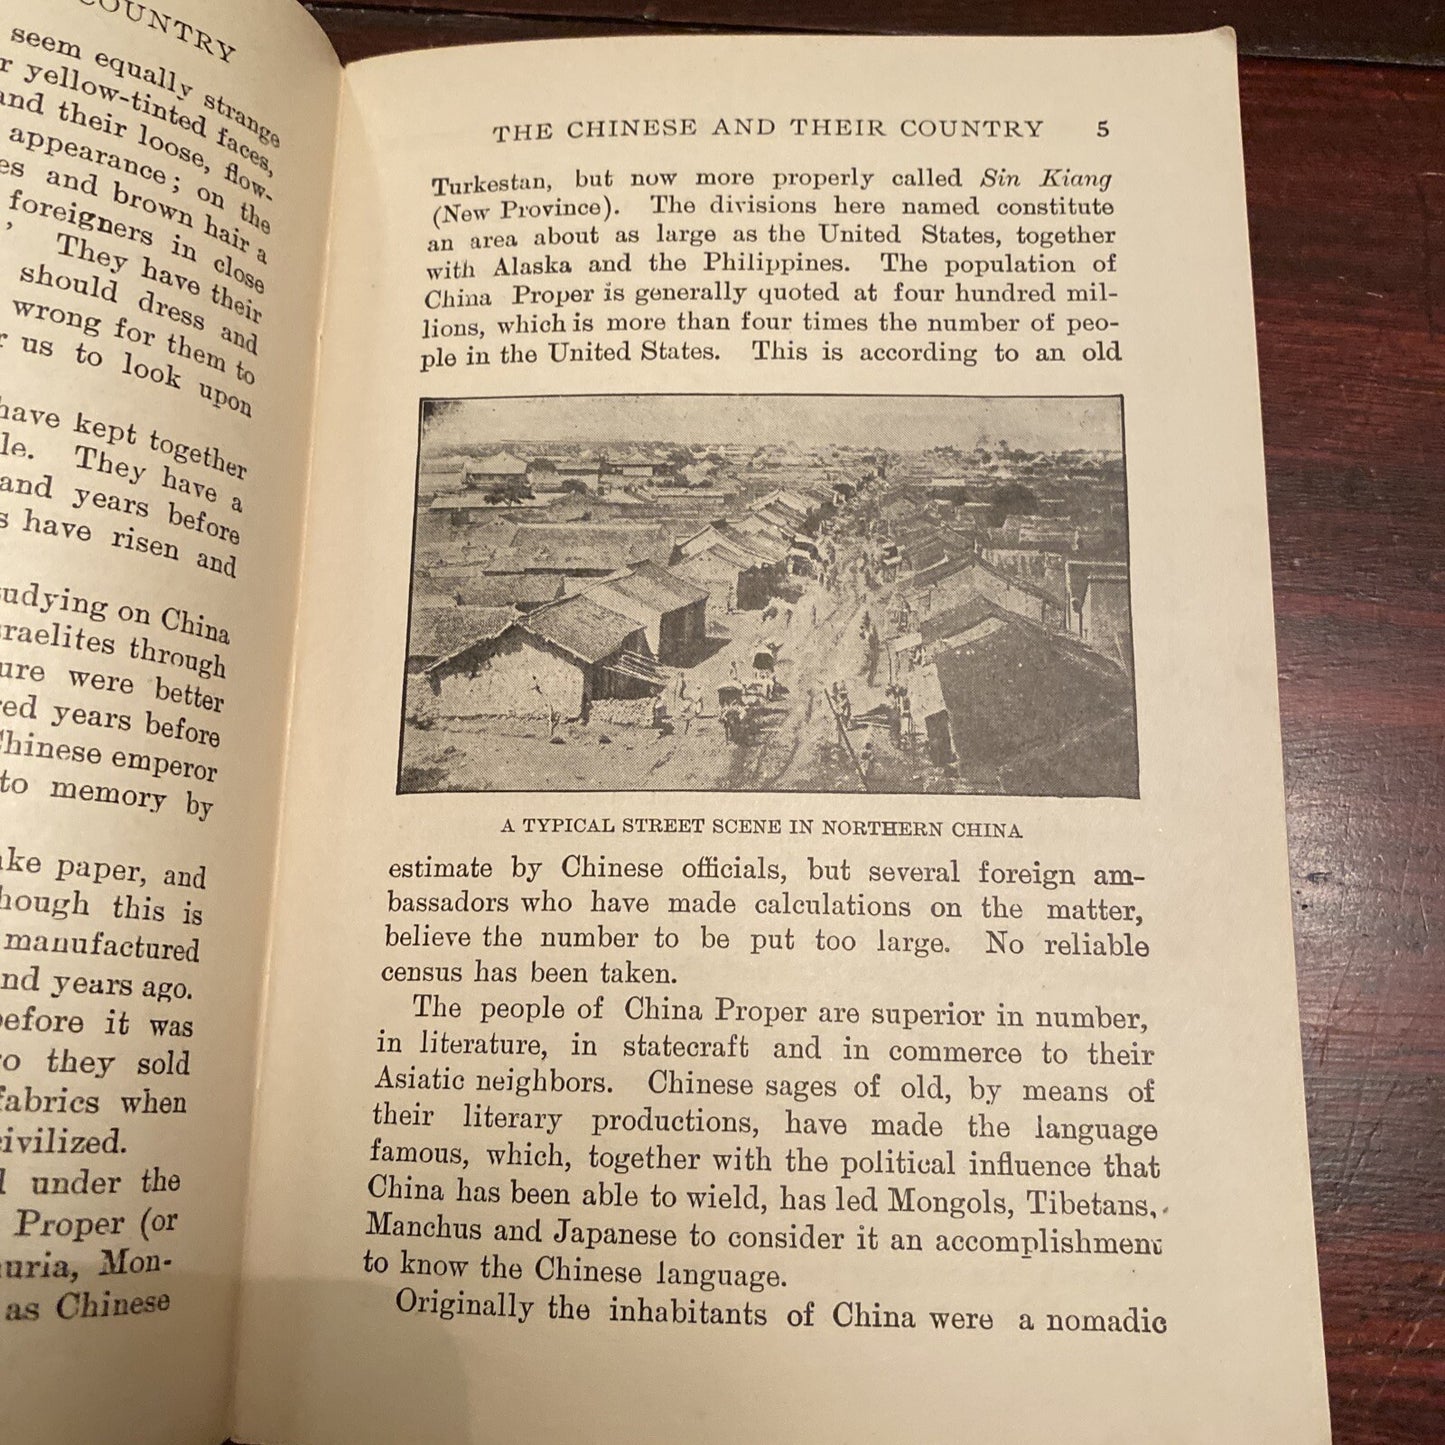 COUNTRY
seem equally strange
yellow-tinted faces,
and their loose, flow-
appearance; on the
and brown hair a
foreigners in close
They have their
should dress and
wrong for them to
us to look upon
have kept together
They have a
and years before
have risen and
studying on China
Israelites through
were better
years before
Chinese emperor
to memory by
paper, and
though this is
manufactured
years ago.
before it was
they sold
fabrics when
civilized.
under the
Proper (or
Mon-
as Chinese
THE CHINESE AND THEIR COUNTRY 5
Turkestan, but now more properly called Sin Kiang
(New Province). The divisions here named constitute
an area about as large as the United States, together
with Alaska and the Philippines. The population of
China Proper is generally quoted at four hundred mil-
lions, which is more than four times the number of peo-
ple in the United States. This is according to an old
A TYPICAL STREET SCENE IN NORTHERN CHINA
estimate by Chinese officials, but several foreign am-
bassadors who have made calculations on the matter,
believe the number to be put too large. No reliable
census has been taken.
The people of China Proper are superior in number,
in literature, in statecraft and in commerce to their
Asiatic neighbors. Chinese sages of old, by means of
their literary productions, have made the language
famous, which, together with the political influence that
China has been able to wield, has led Mongols, Tibetans,
Manchus and Japanese to consider it an accomplishment
to know the Chinese language.
Originally the inhabitants of China were a nomadic